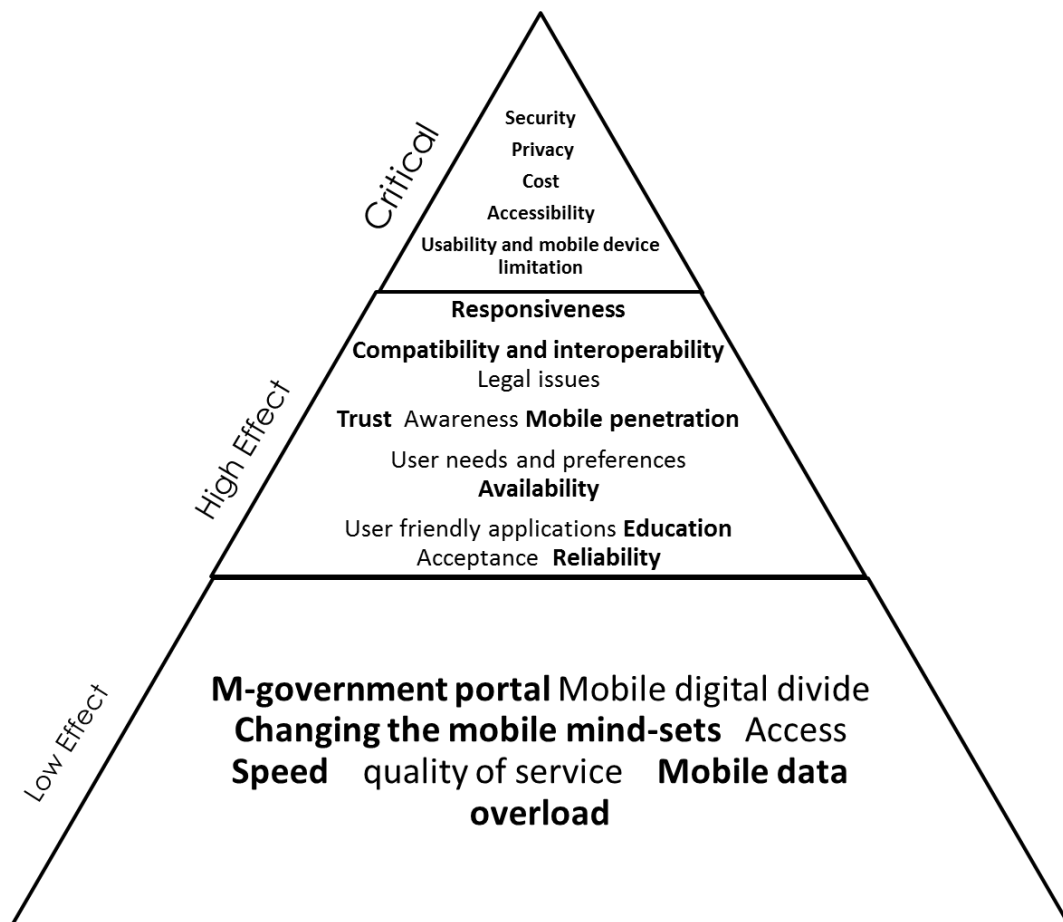 Critical
Security
Privacy
Cost
Accessibility
Usability and mobile device
limitation
High Effect
Responsiveness
Compatibility and interoperability
Legal issues
Trust Awareness Mobile penetration
User needs and preferences
Availability
User friendly applications Education
Acceptance Reliability
Low Effect
M-government portal Mobile digital divide
Changing the mobile mind-sets Access
Speed quality of service Mobile data
overload